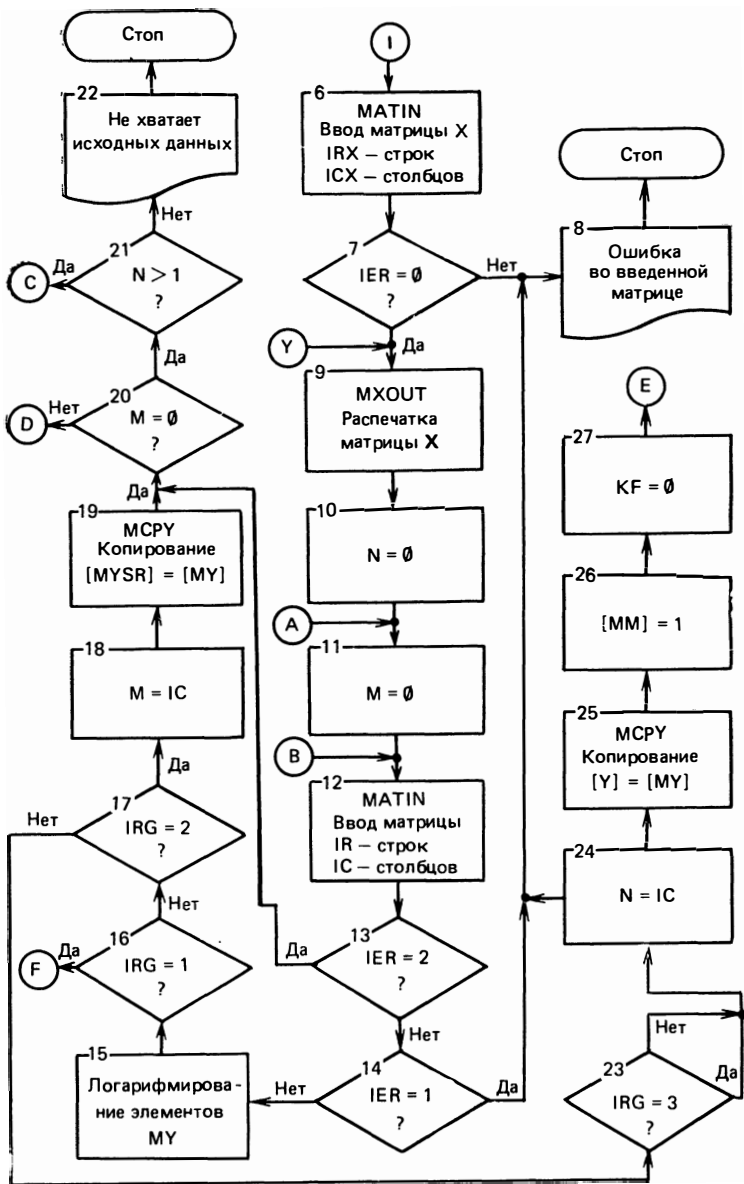 Стоп
22
Не хватает
исходных данных
Нет
21
N > 1
?
Да
C
Да
20
M = Ø
?
Нет
D
Да
19
MCPY
Копирование
[MYSR] = [MY]
18
M = IC
Да
17
IRG = 2
?
Нет
Нет
16
IRG = 1
?
Да
F
15
Логарифмирова-
ние элементов
MY
I
6
MATIN
Ввод матрицы X
IRX – строк
ICX – столбцов
7
IER = Ø
?
Нет
Y
Да
9
MXOUT
Распечатка
матрицы X
10
N = Ø
A
11
M = Ø
B
12
MATIN
Ввод матрицы
IR – строк
IC – столбцов
13
IER = 2
?
Да
Нет
14
IER = 1
?
Нет
Да
Стоп
8
Ошибка
во введенной
матрице
E
27
KF = Ø
26
[MM] = 1
25
MCPY
Копирование
[Y] = [MY]
24
N = IC
Нет
23
IRG = 3
?
Да